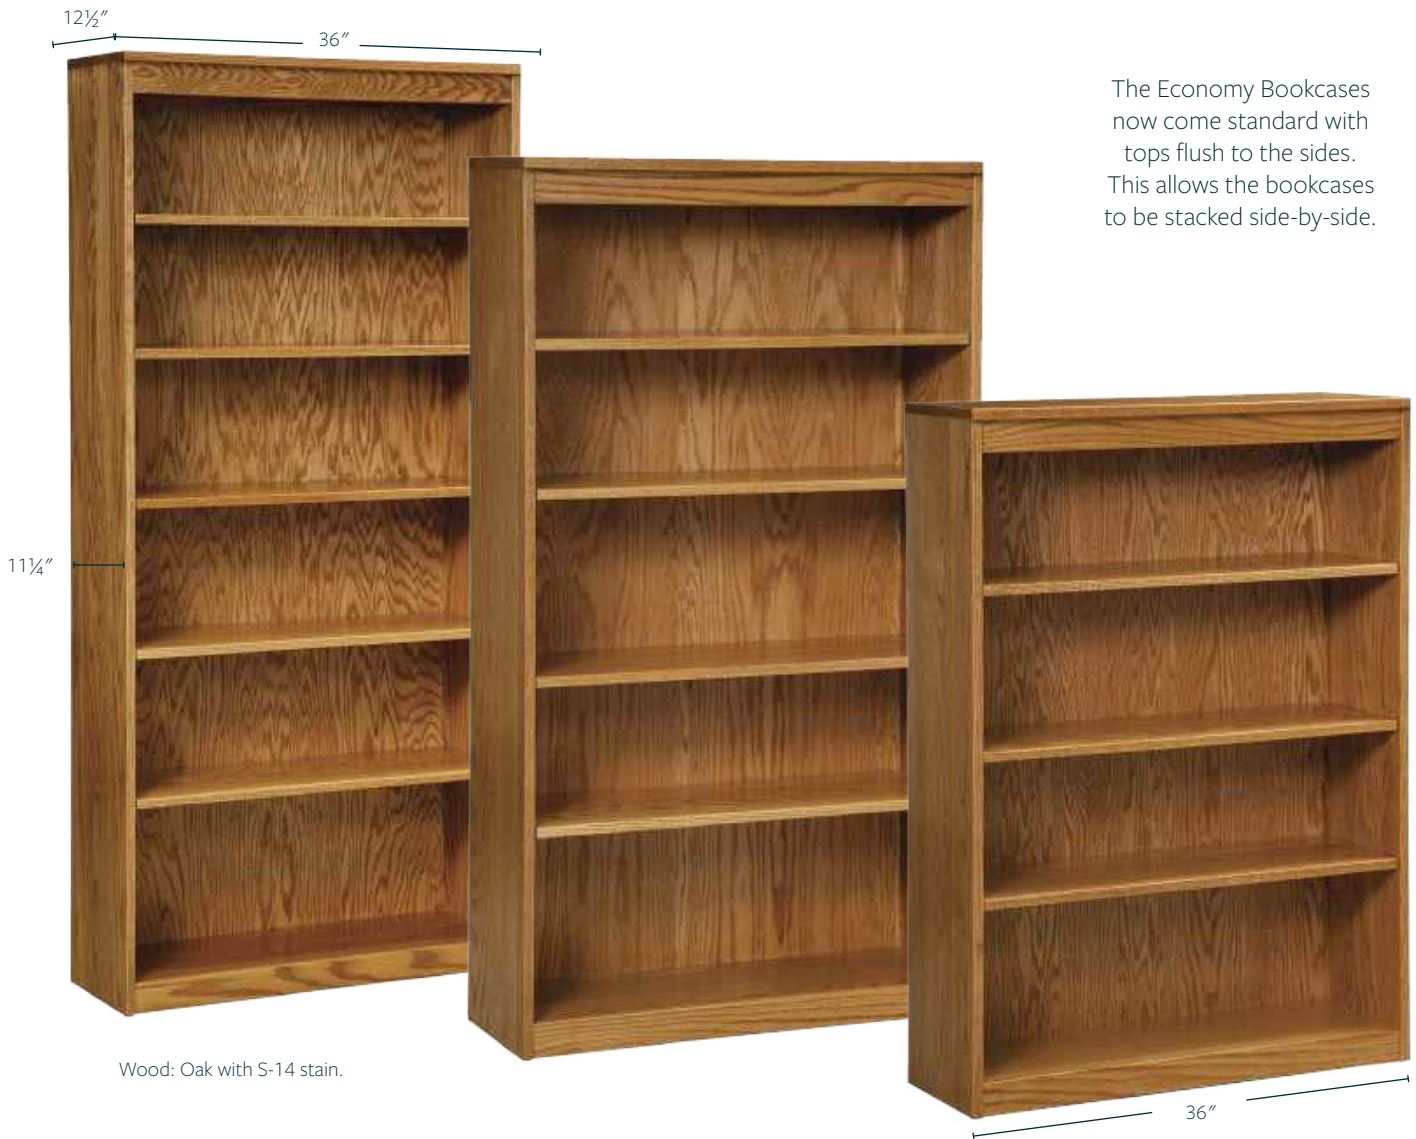 12½″
36″
The Economy Bookcases
now come standard with
tops flush to the sides.
This allows the bookcases
to be stacked side-by-side.
11¼″
Wood: Oak with S-14 stain.
36″